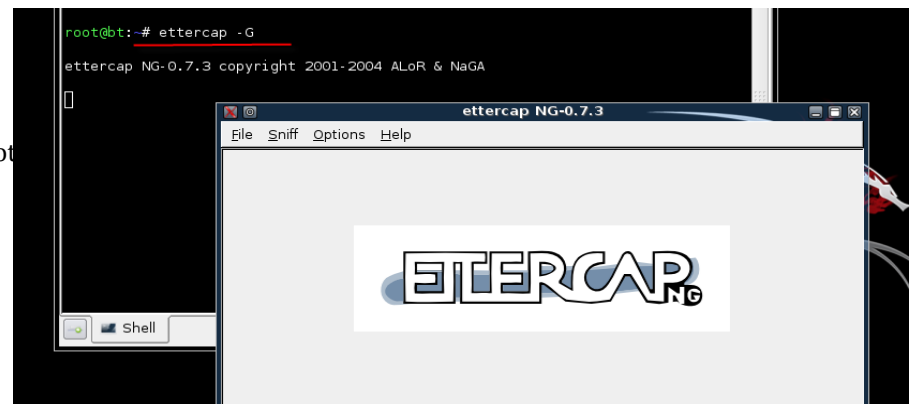 root@bt:~# ettercap -G
ettercap NG-0.7.3 copyright 2001-2004 ALoR & NaGA
ettercap NG-0.7.3
File Sniff Options Help
ot
ETTERCAP
NG
Shell